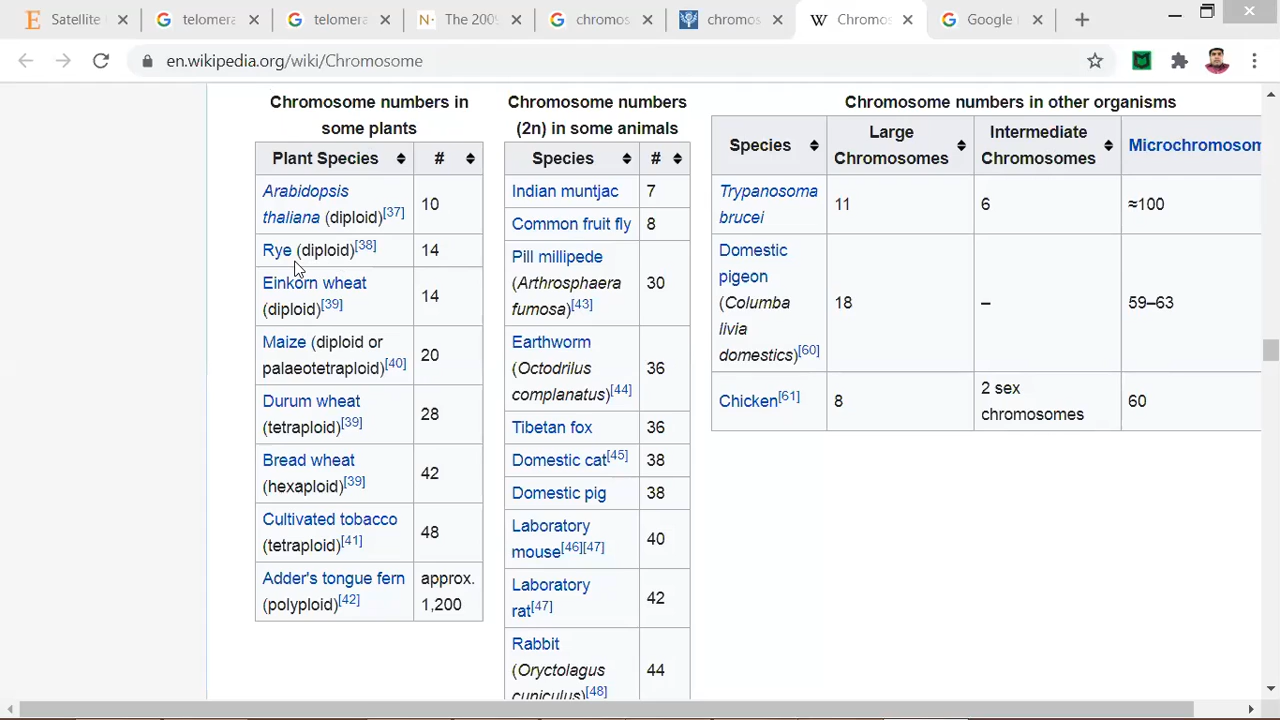 Satellite
telomera
telomera
The 2009
chromos
chromos
Chromos
Google
en.wikipedia.org/wiki/Chromosome
Chromosome numbers in
some plants
Plant Species #
Arabidopsis
thaliana (diploid)[37] 10
Rye (diploid)[38] 14
Einkorn wheat
(diploid)[39] 14
Maize (diploid or
palaeotetraploid)[40] 20
Durum wheat
(tetraploid)[39] 28
Bread wheat
(hexaploid)[39] 42
Cultivated tobacco
(tetraploid)[41] 48
Adder's tongue fern approx.
(polyploid)[42] 1,200
Chromosome numbers
(2n) in some animals
Species #
Indian muntjac 7
Common fruit fly 8
Pill millipede
(Arthrosphaera 30
fumosa)[43]
Earthworm
(Octodrilus 36
complanatus)[44]
Tibetan fox 36
Domestic cat[45] 38
Domestic pig 38
Laboratory
mouse[46][47] 40
Laboratory
rat[47] 42
Rabbit
(Oryctolagus 44
cuniculus)[48]
Chromosome numbers in other organisms
Species Large Chromosomes Intermediate Chromosomes Microchromosom
Trypanosoma
brucei 11 6 ≈100
Domestic
pigeon
(Columba 18 – 59–63
livia
domestics)[60]
Chicken[61] 8 2 sex chromosomes 60